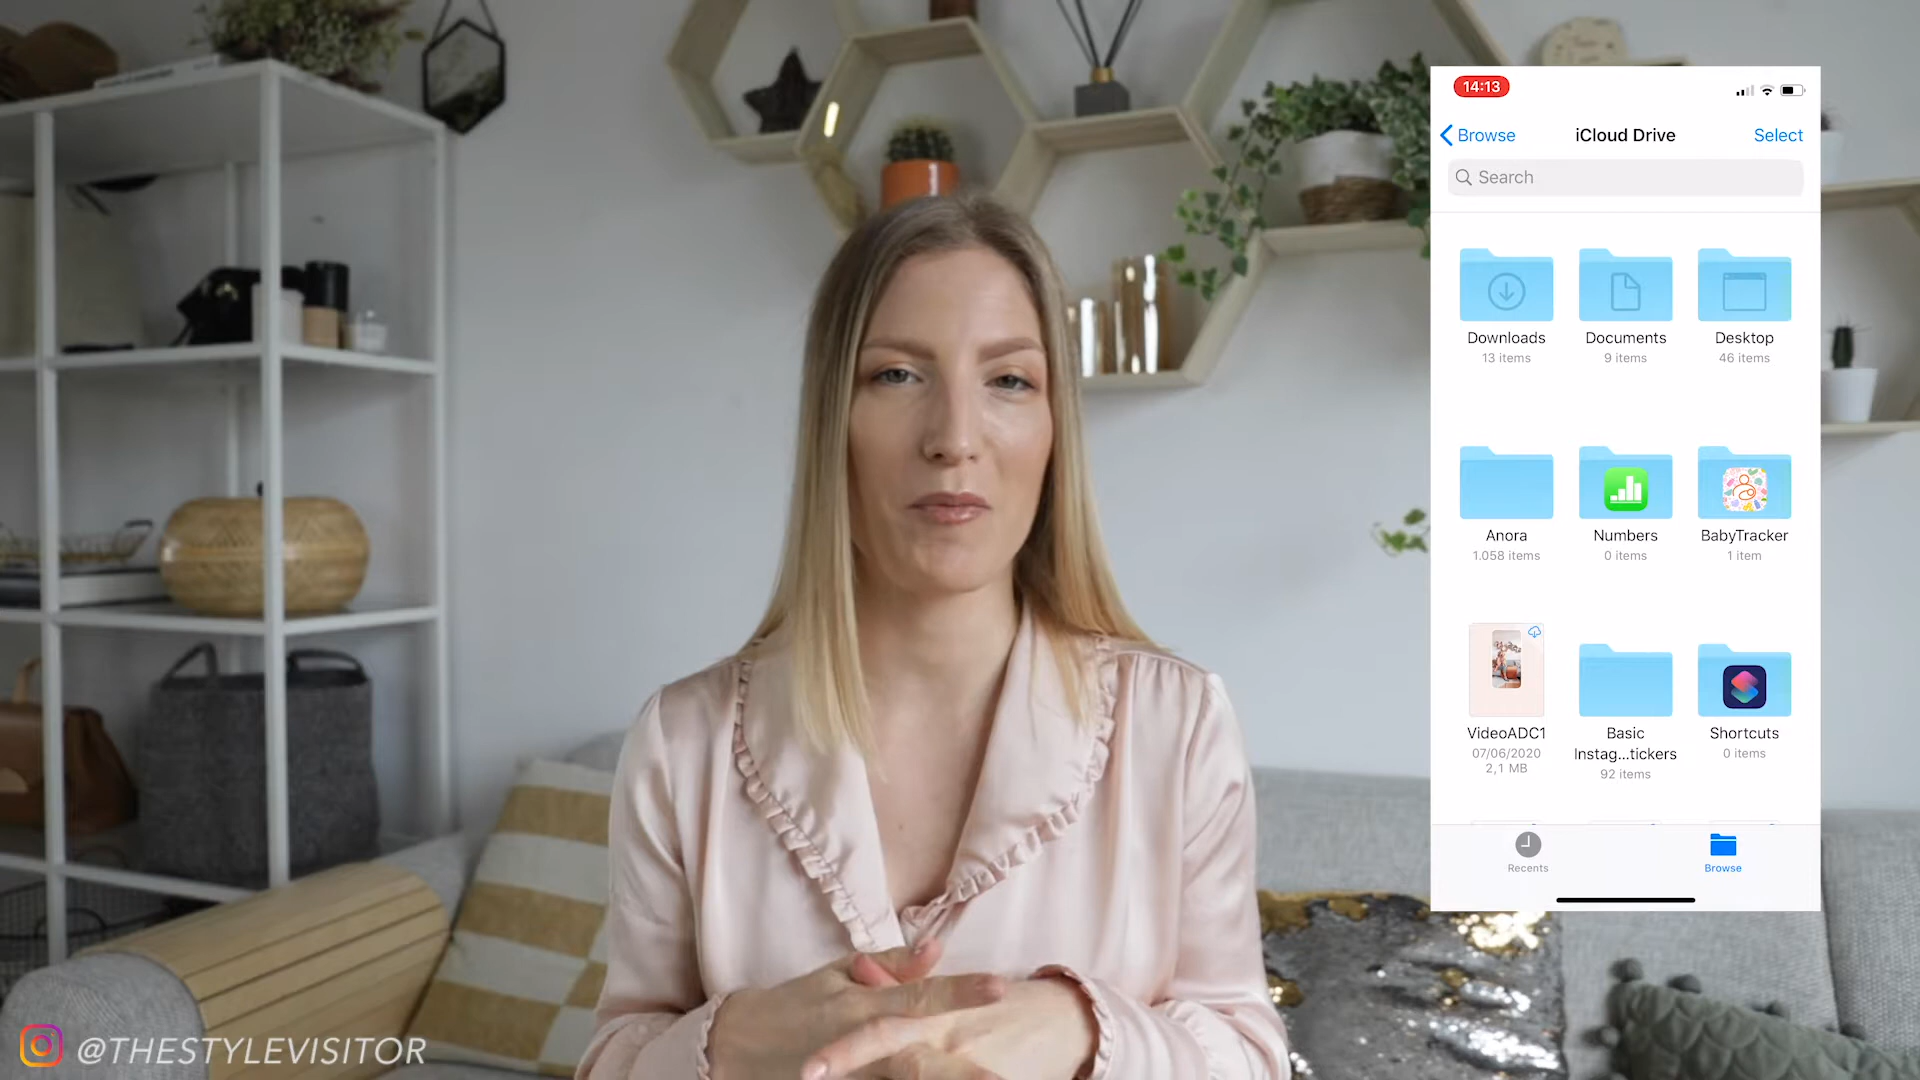 14:13
Browse
iCloud Drive
Select
Search
Downloads
13 items
Documents
9 items
Desktop
46 items
Anora
1.058 items
Numbers
0 items
BabyTracker
1 item
VideoADC1
07/06/2020
2,1 MB
Basic
Instag...tickers
92 items
Shortcuts
0 items
Recents
Browse
@THESTYLEVISITOR